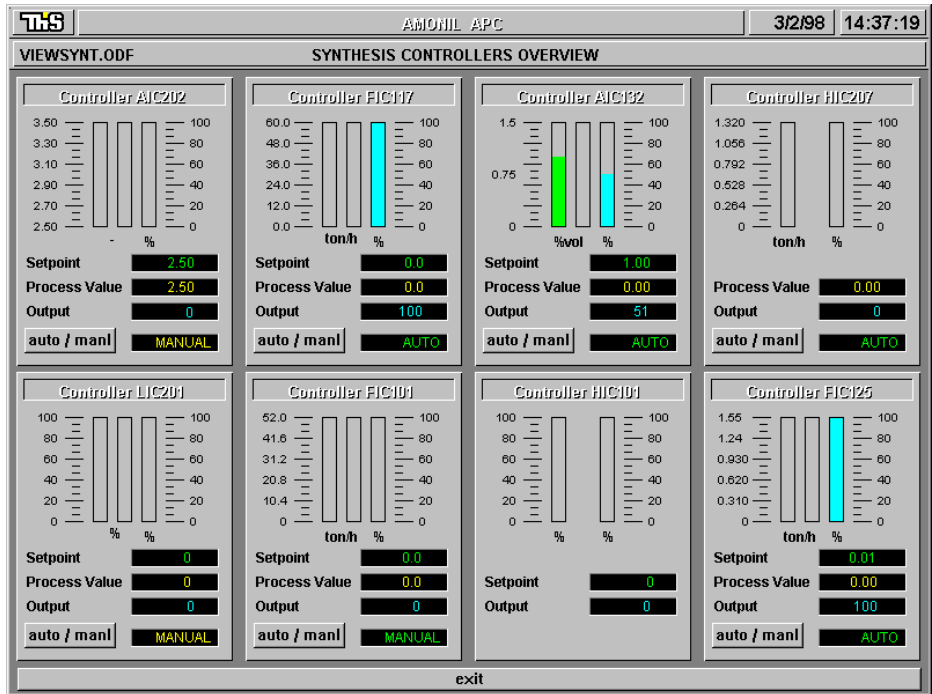 ThS AMONIL APC 3/2/98 14:37:19
VIEWSYNT.ODF SYNTHESIS CONTROLLERS OVERVIEW
Controller AIC202
3.50 100
3.30 80
3.10 60
2.90 40
2.70 20
2.50 0
- %
Setpoint 2.50
Process Value 2.50
Output 0
auto / manl MANUAL
Controller FIC117
60.0 100
48.0 80
36.0 60
24.0 40
12.0 20
0.0 0
ton/h %
Setpoint 0.0
Process Value 0.0
Output 100
auto / manl AUTO
Controller AIC132
1.5 100
80
60
0.75
40
20
0 0
%vol %
Setpoint 1.00
Process Value 0.00
Output 51
auto / manl AUTO
Controller HIC207
1.320 100
1.056 80
0.792 60
0.528 40
0.264 20
0 0
ton/h %
Process Value 0.00
Output 0
AUTO
Controller LIC201
100 100
80 80
60 60
40 40
20 20
0 0
% %
Setpoint 0
Process Value 0
Output 0
auto / manl MANUAL
Controller FIC101
52.0 100
41.6 80
31.2 60
20.8 40
10.4 20
0 0
ton/h %
Setpoint 0.0
Process Value 0.0
Output 0
auto / manl MANUAL
Controller HIC101
100 100
80 80
60 60
40 40
20 20
0 0
% %
Setpoint 0
Output 0
Controller FIC125
1.55 100
1.24 80
0.930 60
0.620 40
0.310 20
0 0
ton/h %
Setpoint 0.01
Process Value 0.00
Output 100
auto / manl AUTO
exit